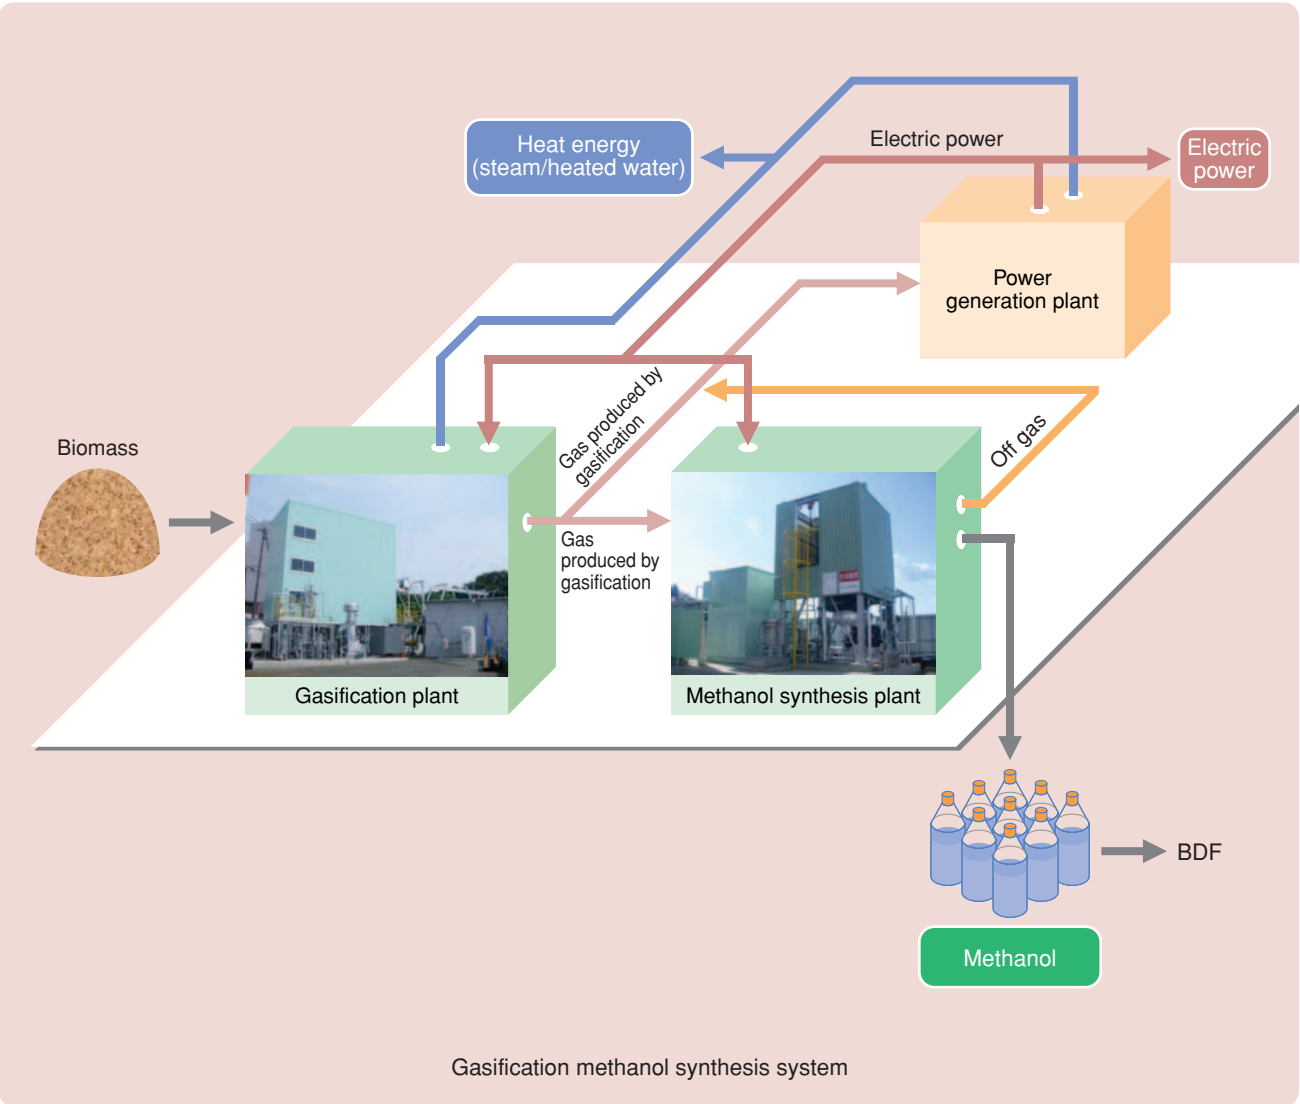 Heat energy
(steam/heated water)
Electric power
Electric
power
Power
generation plant
Biomass
Gas produced by
gasification
Off gas
Gas
produced by
gasification
Gasification plant
Methanol synthesis plant
BDF
Methanol
Gasification methanol synthesis system